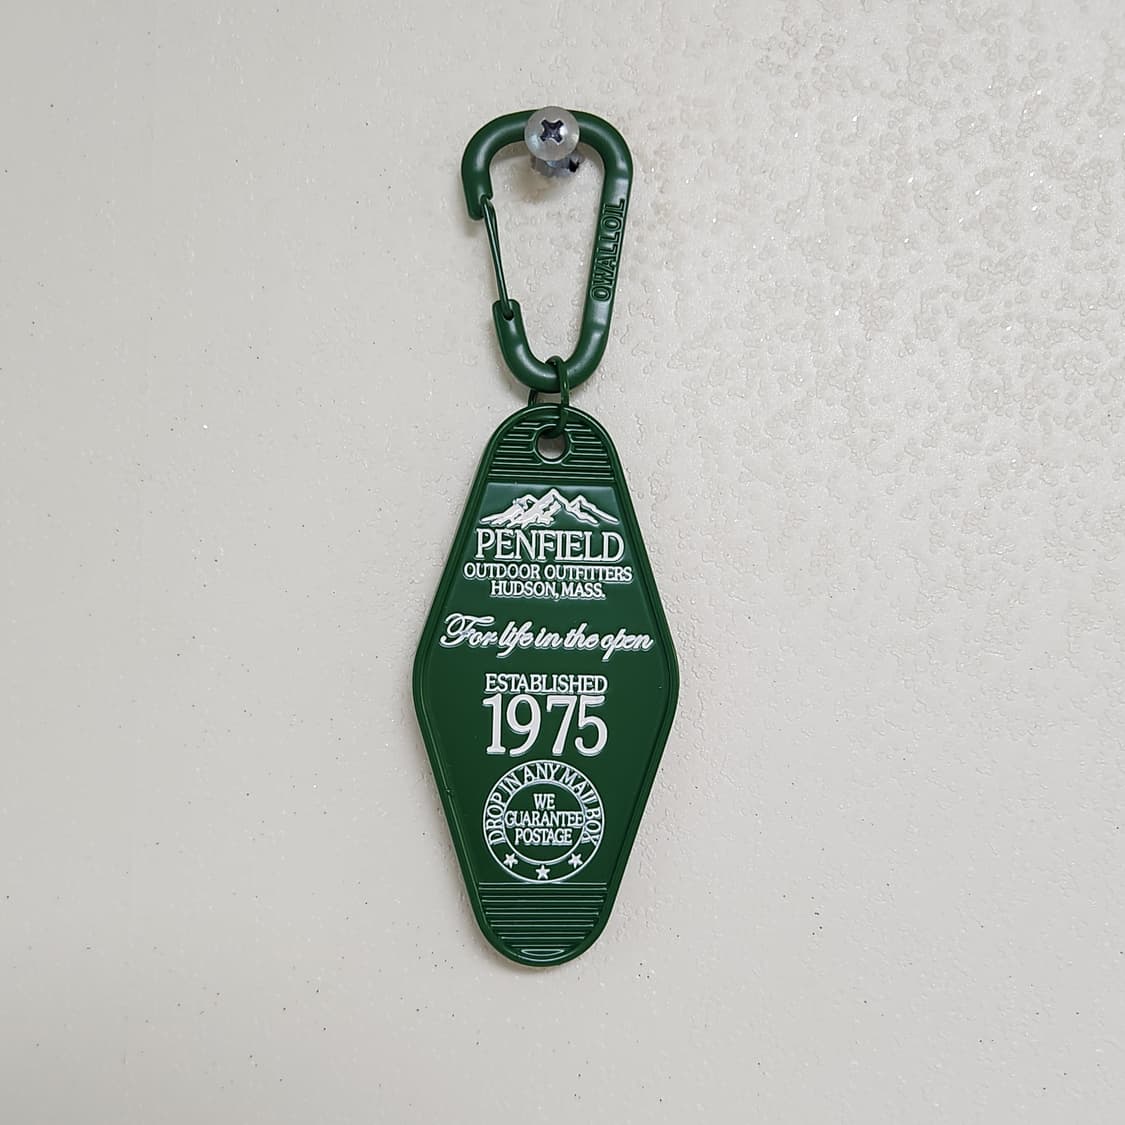 OWALLOIL
PENFIELD
OUTDOOR OUTFITTERS
HUDSON, MASS.
For life in the open
ESTABLISHED
1975
DROP IN ANY MAIL BOX
WE
GUARANTEE
POSTAGE